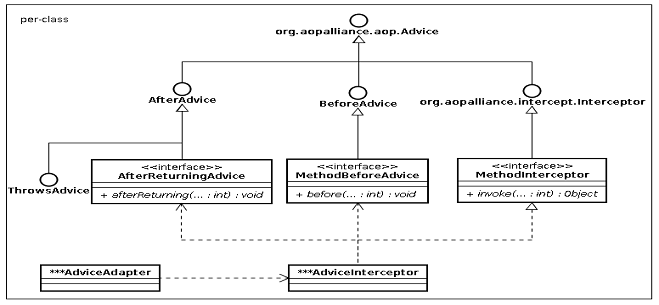 per-class
org.aopalliance.aop.Advice
AfterAdvice
BeforeAdvice
org.aopalliance.intercept.Interceptor
ThrowsAdvice
<<interface>>
AfterReturningAdvice
+ afterReturning(... : int) : void
<<interface>>
MethodBeforeAdvice
+ before(... : int) : void
<<interface>>
MethodInterceptor
+ invoke(... : int) : Object
***AdviceAdapter
***AdviceInterceptor